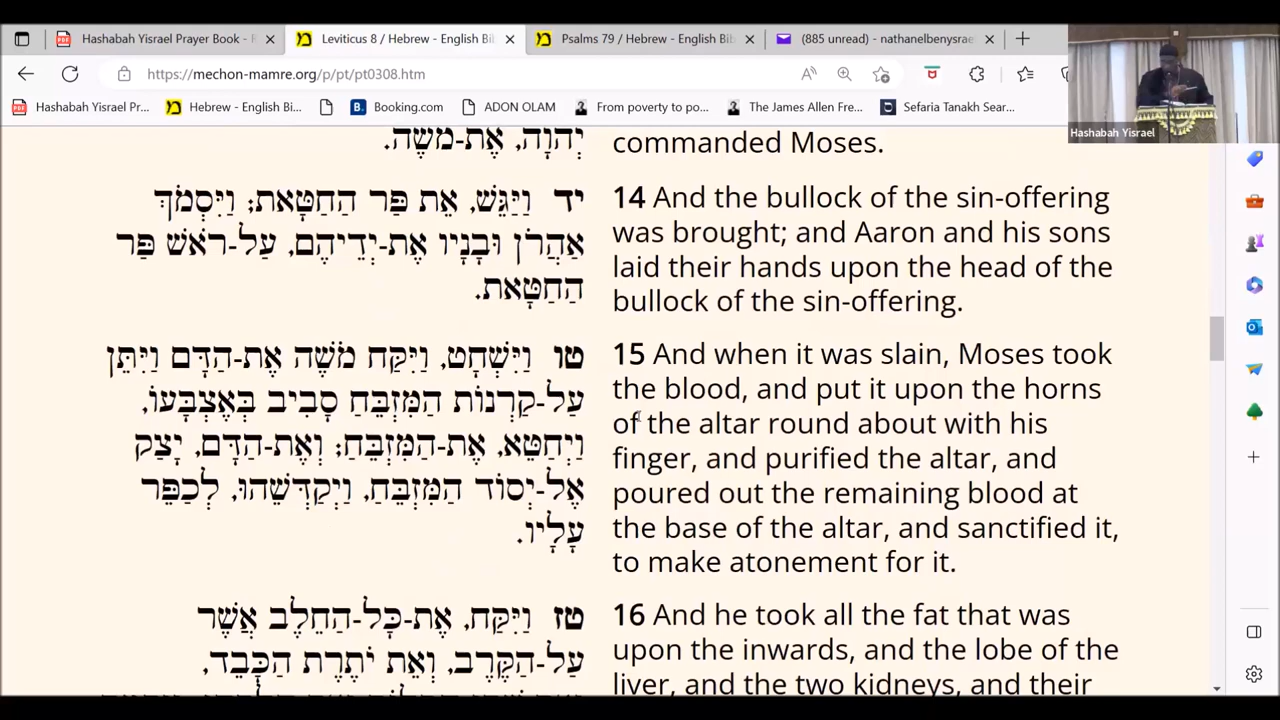 Hashabah Yisrael Prayer Book - R
Leviticus 8 / Hebrew - English Bib
Psalms 79 / Hebrew - English Bib
(885 unread) - nathanelbenysrae
https://mechon-mamre.org/p/pt/pt0308.htm
Hashabah Yisrael Pr...
Hebrew - English Bi...
Booking.com
ADON OLAM
From poverty to po...
The James Allen Fre...
Sefaria Tanakh Sear...
Hashabah Yisrael
יְהוָה, אֶת-מֹשֶׁה.
יד וַיַּגֵּשׁ, אֵת פַּר הַחַטָּאת; וַיִּסְמֹךְ
אַהֲרֹן וּבָנָיו אֶת-יְדֵיהֶם, עַל-רֹאשׁ פַּר
הַחַטָּאת.
טו וַיִּשְׁחָט, וַיִּקַּח מֹשֶׁה אֶת-הַדָּם וַיִּתֵּן
עַל-קַרְנוֹת הַמִּזְבֵּחַ סָבִיב בְּאֶצְבָּעוֹ,
וַיְחַטֵּא, אֶת-הַמִּזְבֵּחַ; וְאֶת-הַדָּם, יָצַק
אֶל-יְסוֹד הַמִּזְבֵּחַ, וַיְקַדְּשֵׁהוּ, לְכַפֵּר
עָלָיו.
טז וַיִּקַּח, אֶת-כָּל-הַחֵלֶב אֲשֶׁר
עַל-הַקֶּרֶב, וְאֵת יֹתֶרֶת הַכָּבֵד,
commanded Moses.
14 And the bullock of the sin-offering
was brought; and Aaron and his sons
laid their hands upon the head of the
bullock of the sin-offering.
15 And when it was slain, Moses took
the blood, and put it upon the horns
of the altar round about with his
finger, and purified the altar, and
poured out the remaining blood at
the base of the altar, and sanctified it,
to make atonement for it.
16 And he took all the fat that was
upon the inwards, and the lobe of the
liver, and the two kidneys, and their